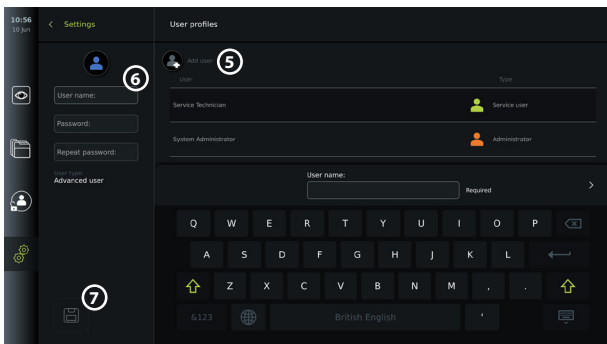 10:56
10 Jun
Settings
User profiles
5
Add user
6
User
Type
User name:
Service Technician
Service user
Password:
System Administrator
Administrator
Repeat password:
User type:
Advanced user
User name:
Required
Q W E R T Y U I O P
A S D F G H J K L
Z X C V B N M , .
7
&123
British English
'